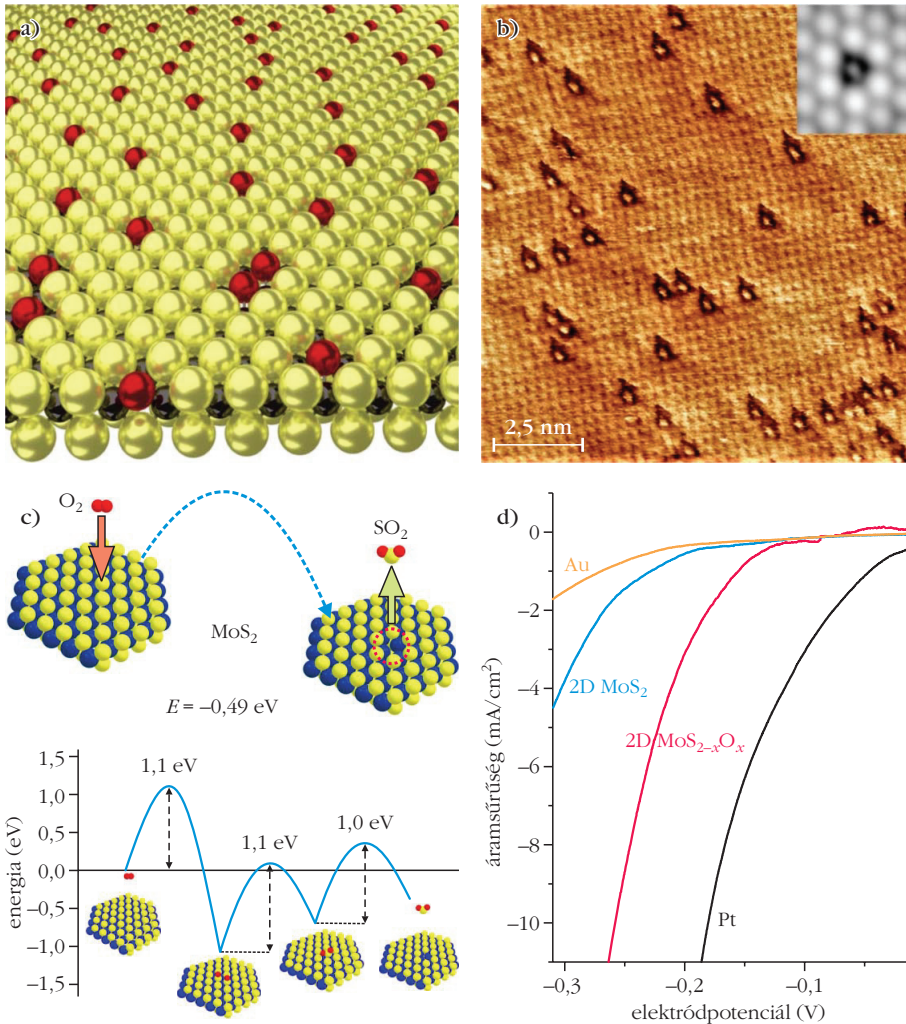 a)
b)
2,5 nm
c)
O2
SO2
MoS2
E = –0,49 eV
energia (eV)
1,5
1,0
0,5
0,0
–0,5
–1,0
–1,5
1,1 eV
1,1 eV
1,0 eV
d)
áramsűrűség (mA/cm²)
0
–2
–4
–6
–8
–10
Au
2D MoS2
2D MoS2–xOx
Pt
–0,3
–0,2
–0,1
elektródpotenciál (V)